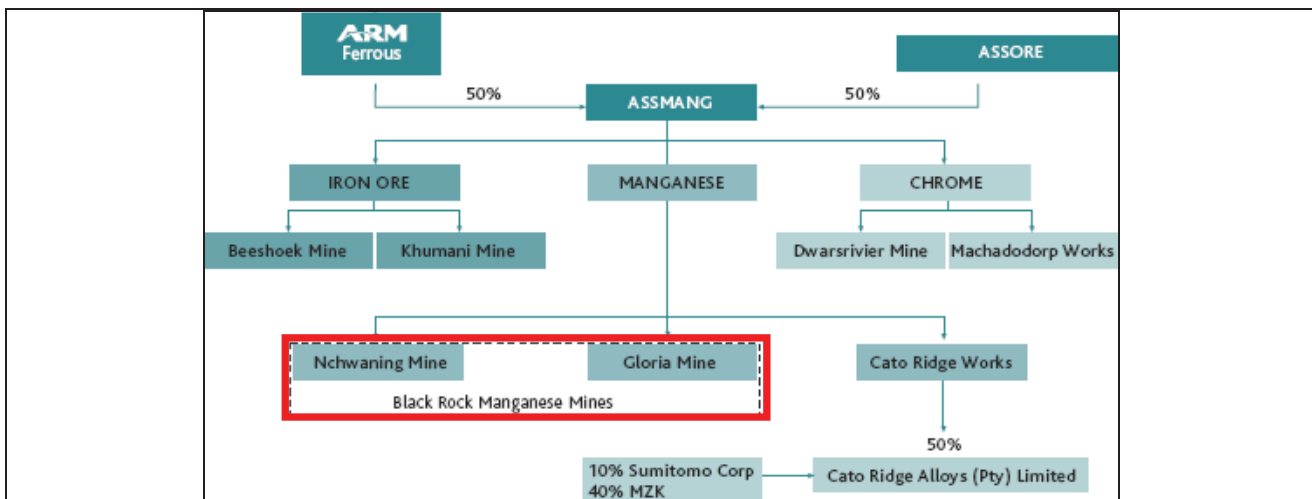 ARM
Ferrous
ASSORE
50%
ASSMANG
50%
IRON ORE
MANGANESE
CHROME
Beeshoek Mine
Khumani Mine
Dwarsrivier Mine
Machadodorp Works
Nchwaning Mine
Gloria Mine
Cato Ridge Works
Black Rock Manganese Mines
50%
10% Sumitomo Corp
40% MZK
Cato Ridge Alloys (Pty) Limited